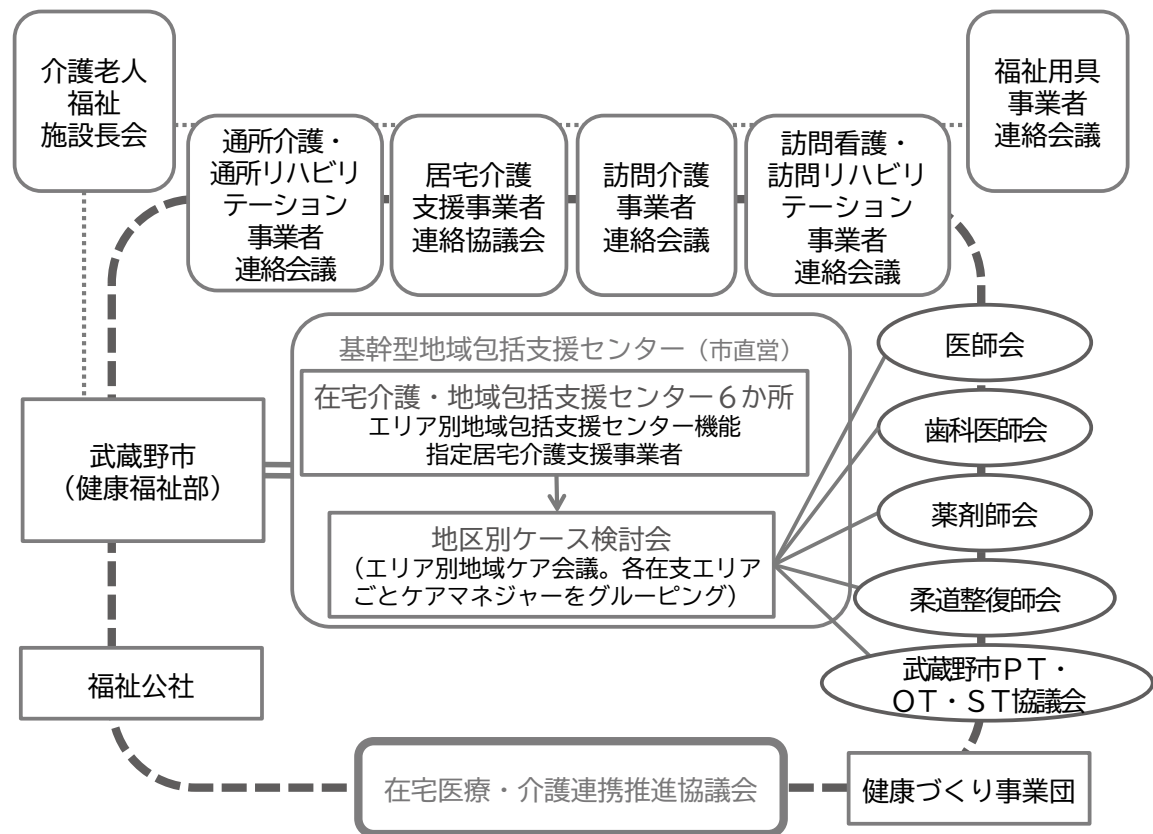 介護老人
福祉
施設長会
福祉用具
事業者
連絡会議
通所介護・
通所リハビリ
テーション
事業者
連絡会議
居宅介護
支援事業者
連絡協議会
訪問介護
事業者
連絡会議
訪問看護・
訪問リハビリ
テーション
事業者
連絡会議
基幹型地域包括支援センター（市直営）
在宅介護・地域包括支援センター６か所
エリア別地域包括支援センター機能
指定居宅介護支援事業者
地区別ケース検討会
（エリア別地域ケア会議。各在支エリア
ごとケアマネジャーをグルーピング）
武蔵野市
（健康福祉部）
福祉公社
医師会
歯科医師会
薬剤師会
柔道整復師会
武蔵野市ＰＴ・
ＯＴ・ＳＴ協議会
在宅医療・介護連携推進協議会
健康づくり事業団